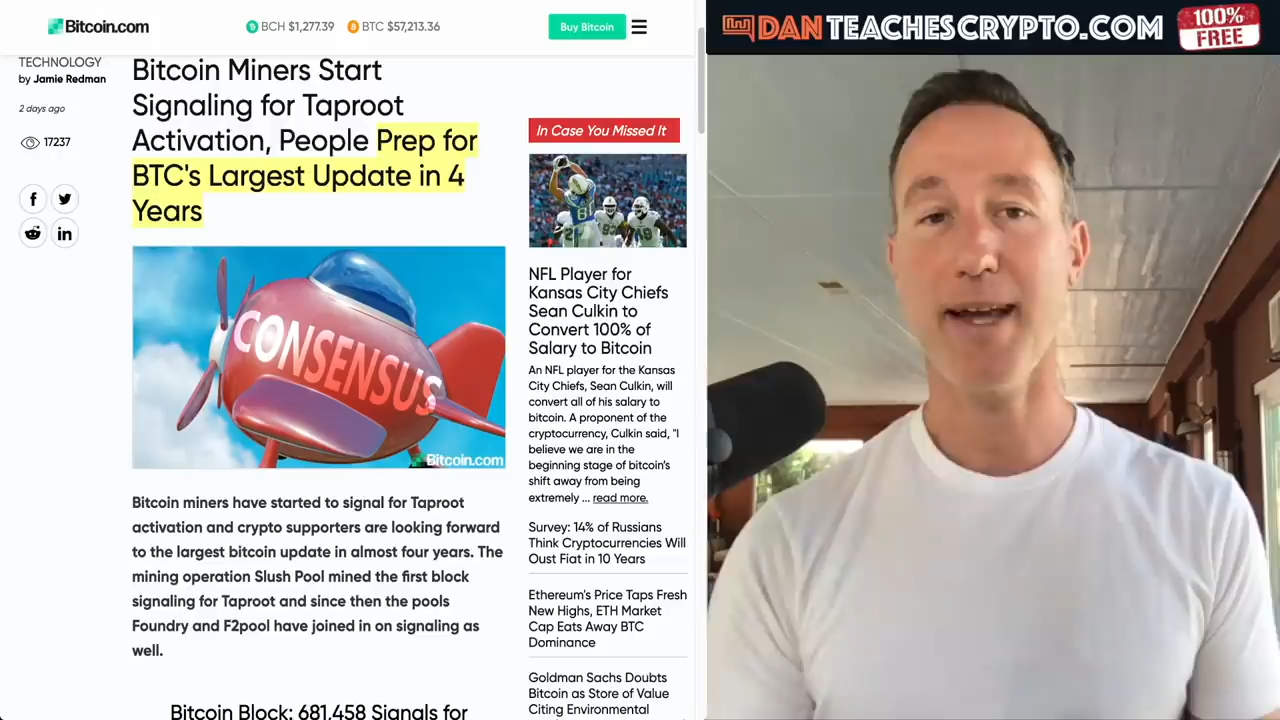 Bitcoin.com
BCH $1,277.39
BTC $57,213.36
Buy Bitcoin
DANTEACHESCRYPTO.COM
100%
FREE
TECHNOLOGY
by Jamie Redman
2 days ago
17237
Bitcoin Miners Start
Signaling for Taproot
Activation, People Prep for
BTC's Largest Update in 4
Years
CONSENSUS
Bitcoin.com
Bitcoin miners have started to signal for Taproot
activation and crypto supporters are looking forward
to the largest bitcoin update in almost four years. The
mining operation Slush Pool mined the first block
signaling for Taproot and since then the pools
Foundry and F2pool have joined in on signaling as
well.
Bitcoin Block: 681,458 Signals for
In Case You Missed It
NFL Player for
Kansas City Chiefs
Sean Culkin to
Convert 100% of
Salary to Bitcoin
An NFL player for the Kansas
City Chiefs, Sean Culkin, will
convert all of his salary to
bitcoin. A proponent of the
cryptocurrency, Culkin said, "I
believe we are in the
beginning stage of bitcoin's
shift away from being
extremely ... read more.
Survey: 14% of Russians
Think Cryptocurrencies Will
Oust Fiat in 10 Years
Ethereum's Price Taps Fresh
New Highs, ETH Market
Cap Eats Away BTC
Dominance
Goldman Sachs Doubts
Bitcoin as Store of Value
Citing Environmental